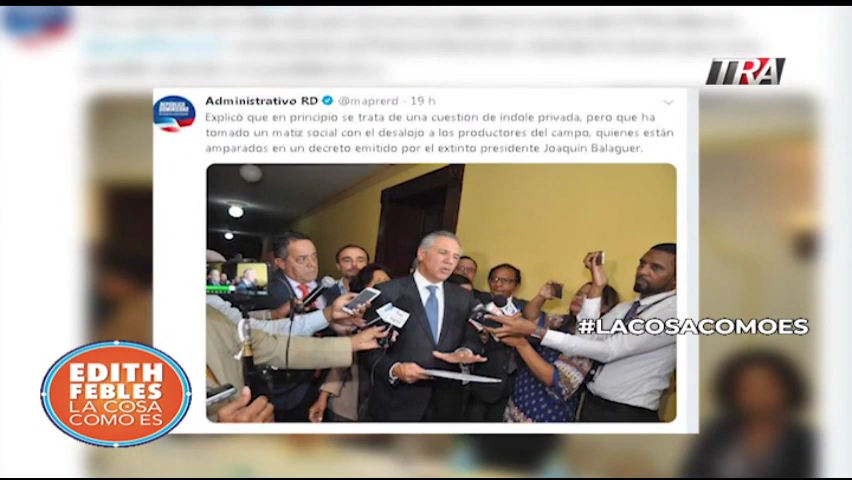 TRA
REPÚBLICA
DOMINICANA
Administrativo RD @maprerd · 19 h
Explicó que en principio se trata de una cuestión de índole privada, pero que ha
tomado un matiz social con el desalojo a los productores del campo, quienes están
amparados en un decreto emitido por el extinto presidente Joaquín Balaguer.
#LACOSACOMOES
EDITH
FEBLES
LA COSA
COMO ES